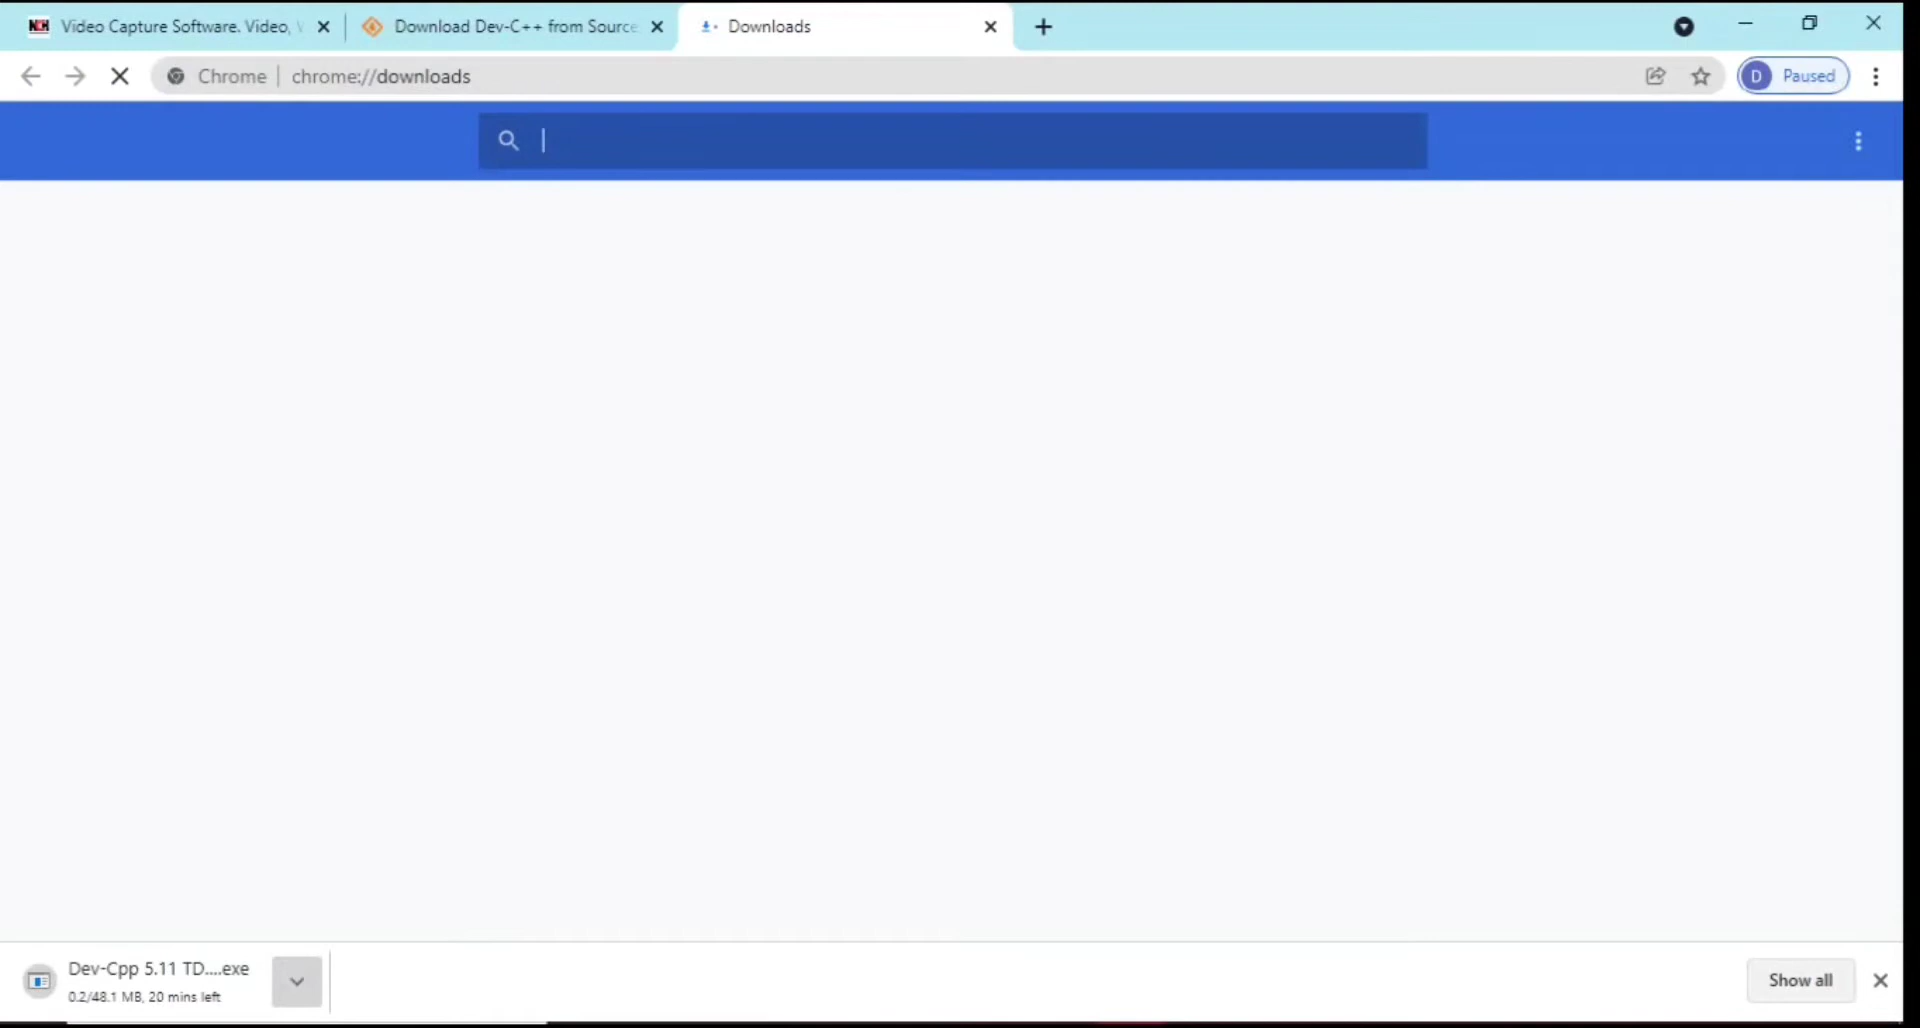 NCH Video Capture Software. Video, V
Download Dev-C++ from Source
Downloads
Chrome | chrome://downloads
D Paused
Dev-Cpp 5.11 TD....exe
0.2/48.1 MB, 20 mins left
Show all